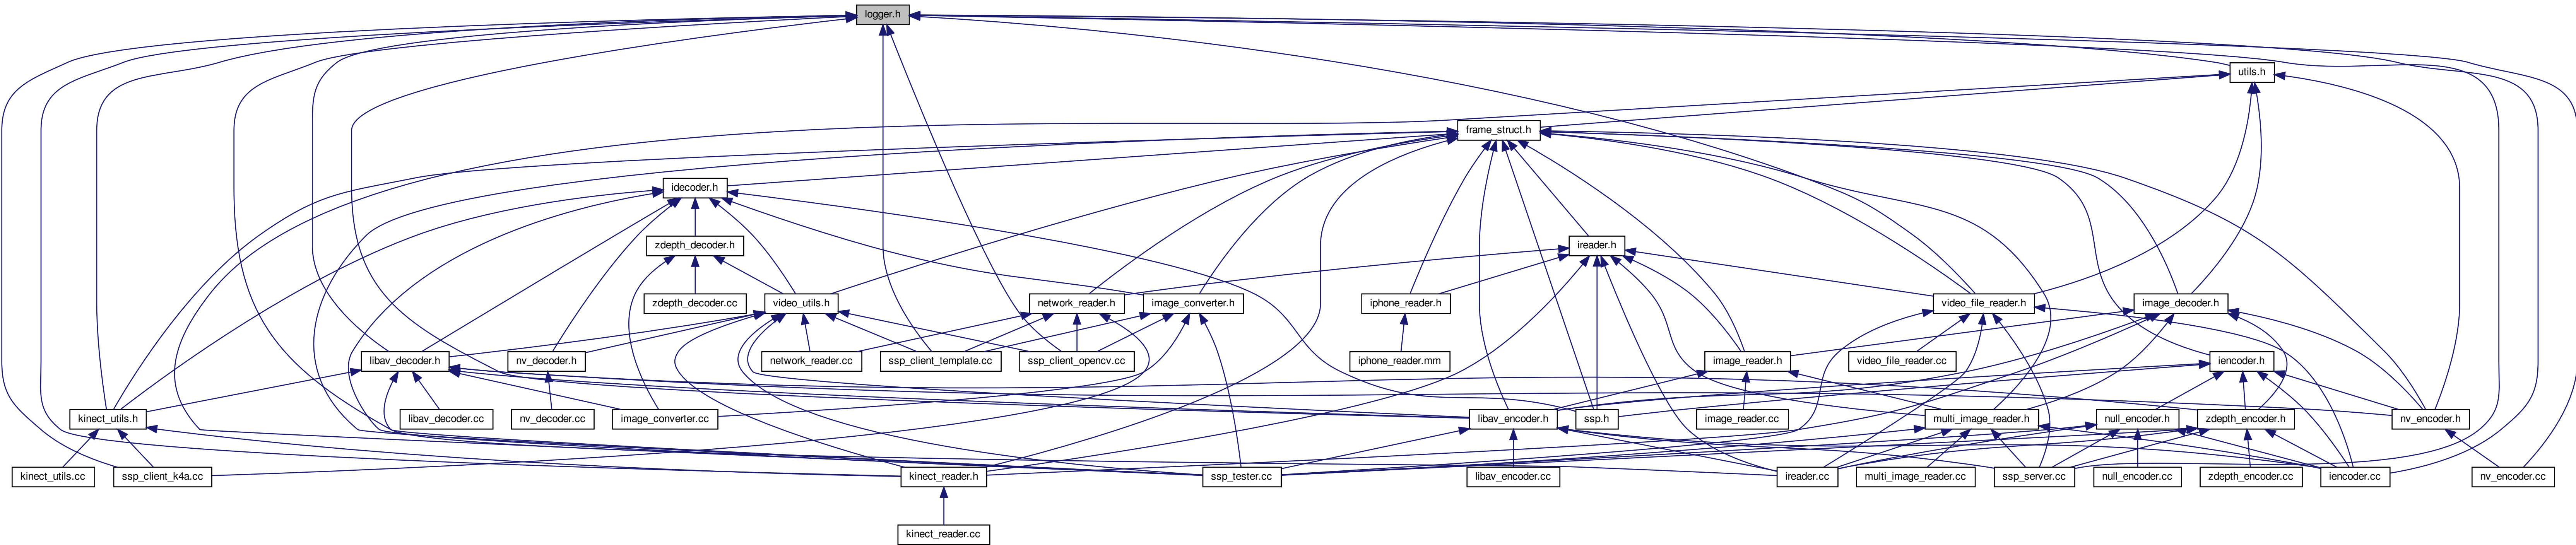 logger.h
utils.h
frame_struct.h
idecoder.h
zdepth_decoder.h
ireader.h
zdepth_decoder.cc
video_utils.h
network_reader.h
image_converter.h
iphone_reader.h
video_file_reader.h
image_decoder.h
libav_decoder.h
nv_decoder.h
network_reader.cc
ssp_client_template.cc
ssp_client_opencv.cc
iphone_reader.mm
image_reader.h
video_file_reader.cc
iencoder.h
kinect_utils.h
libav_decoder.cc
nv_decoder.cc
image_converter.cc
libav_encoder.h
ssp.h
image_reader.cc
multi_image_reader.h
null_encoder.h
zdepth_encoder.h
nv_encoder.h
kinect_utils.cc
ssp_client_k4a.cc
kinect_reader.h
ssp_tester.cc
libav_encoder.cc
ireader.cc
multi_image_reader.cc
ssp_server.cc
null_encoder.cc
zdepth_encoder.cc
iencoder.cc
nv_encoder.cc
kinect_reader.cc